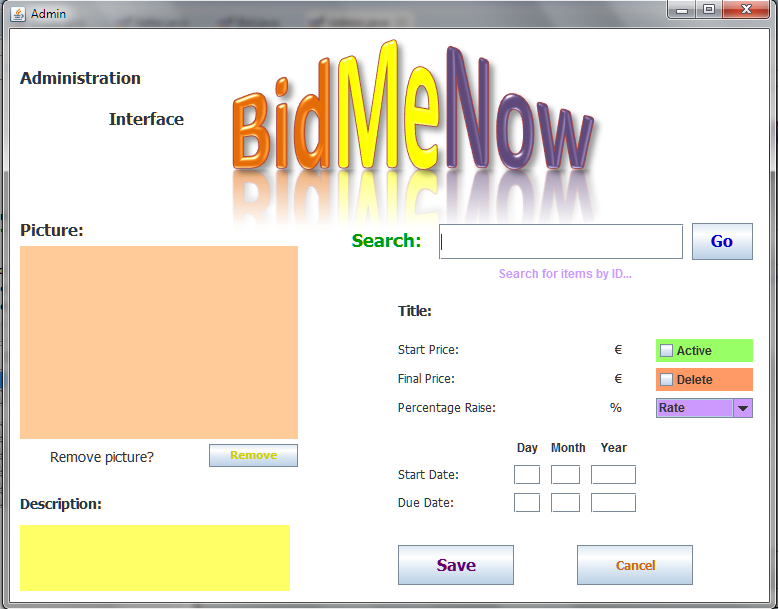 Admin
Administration
Interface
BidMeNow
Picture:
Search:
Go
Search for items by ID...
Title:
Start Price:
€
Active
Final Price:
€
Delete
Percentage Raise:
%
Rate
Remove picture?
Remove
Day Month Year
Start Date:
Due Date:
Description:
Save
Cancel